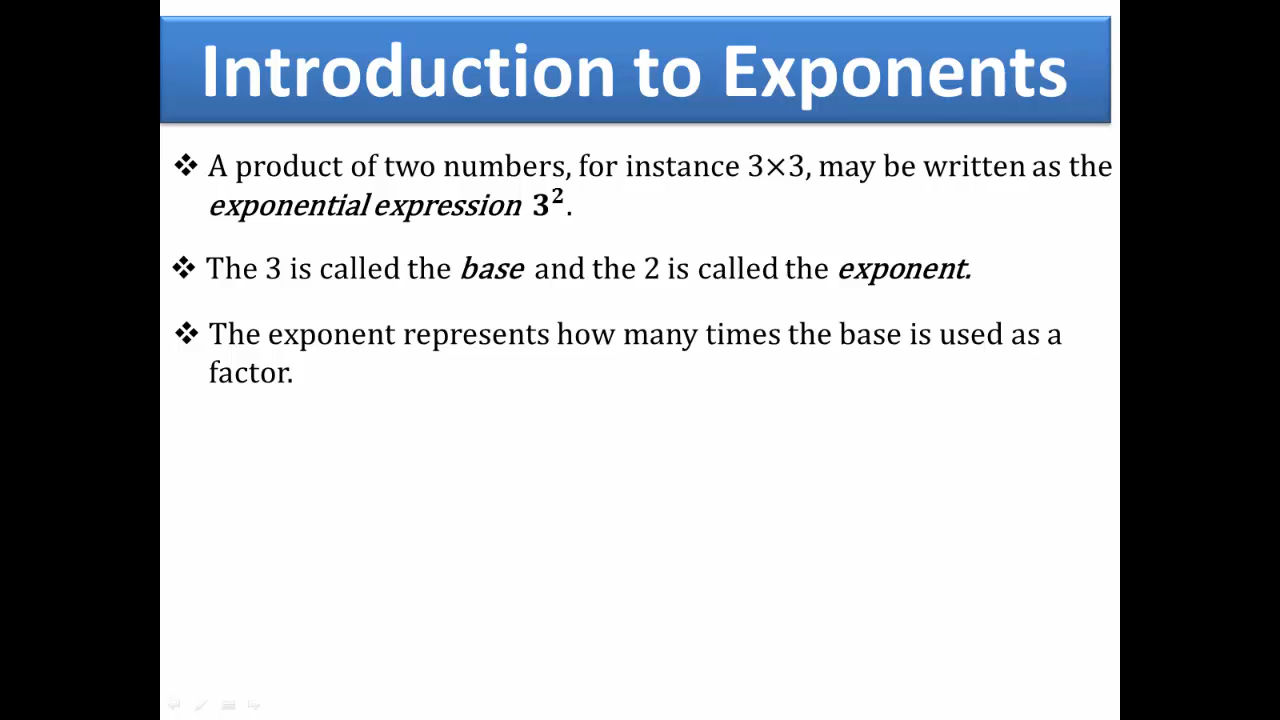 Introduction to Exponents
❖ A product of two numbers, for instance 3×3, may be written as the
exponential expression 3².
❖ The 3 is called the base and the 2 is called the exponent.
❖ The exponent represents how many times the base is used as a
factor.